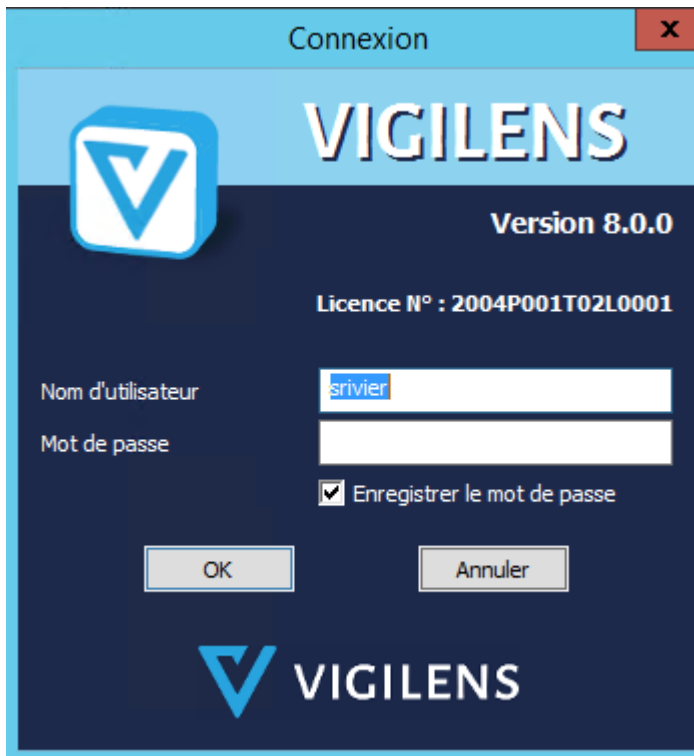 Connexion
x
VIGILENS
Version 8.0.0
Licence N° : 2004P001T02L0001
Nom d'utilisateur srivier
Mot de passe
Enregistrer le mot de passe
OK Annuler
VIGILENS